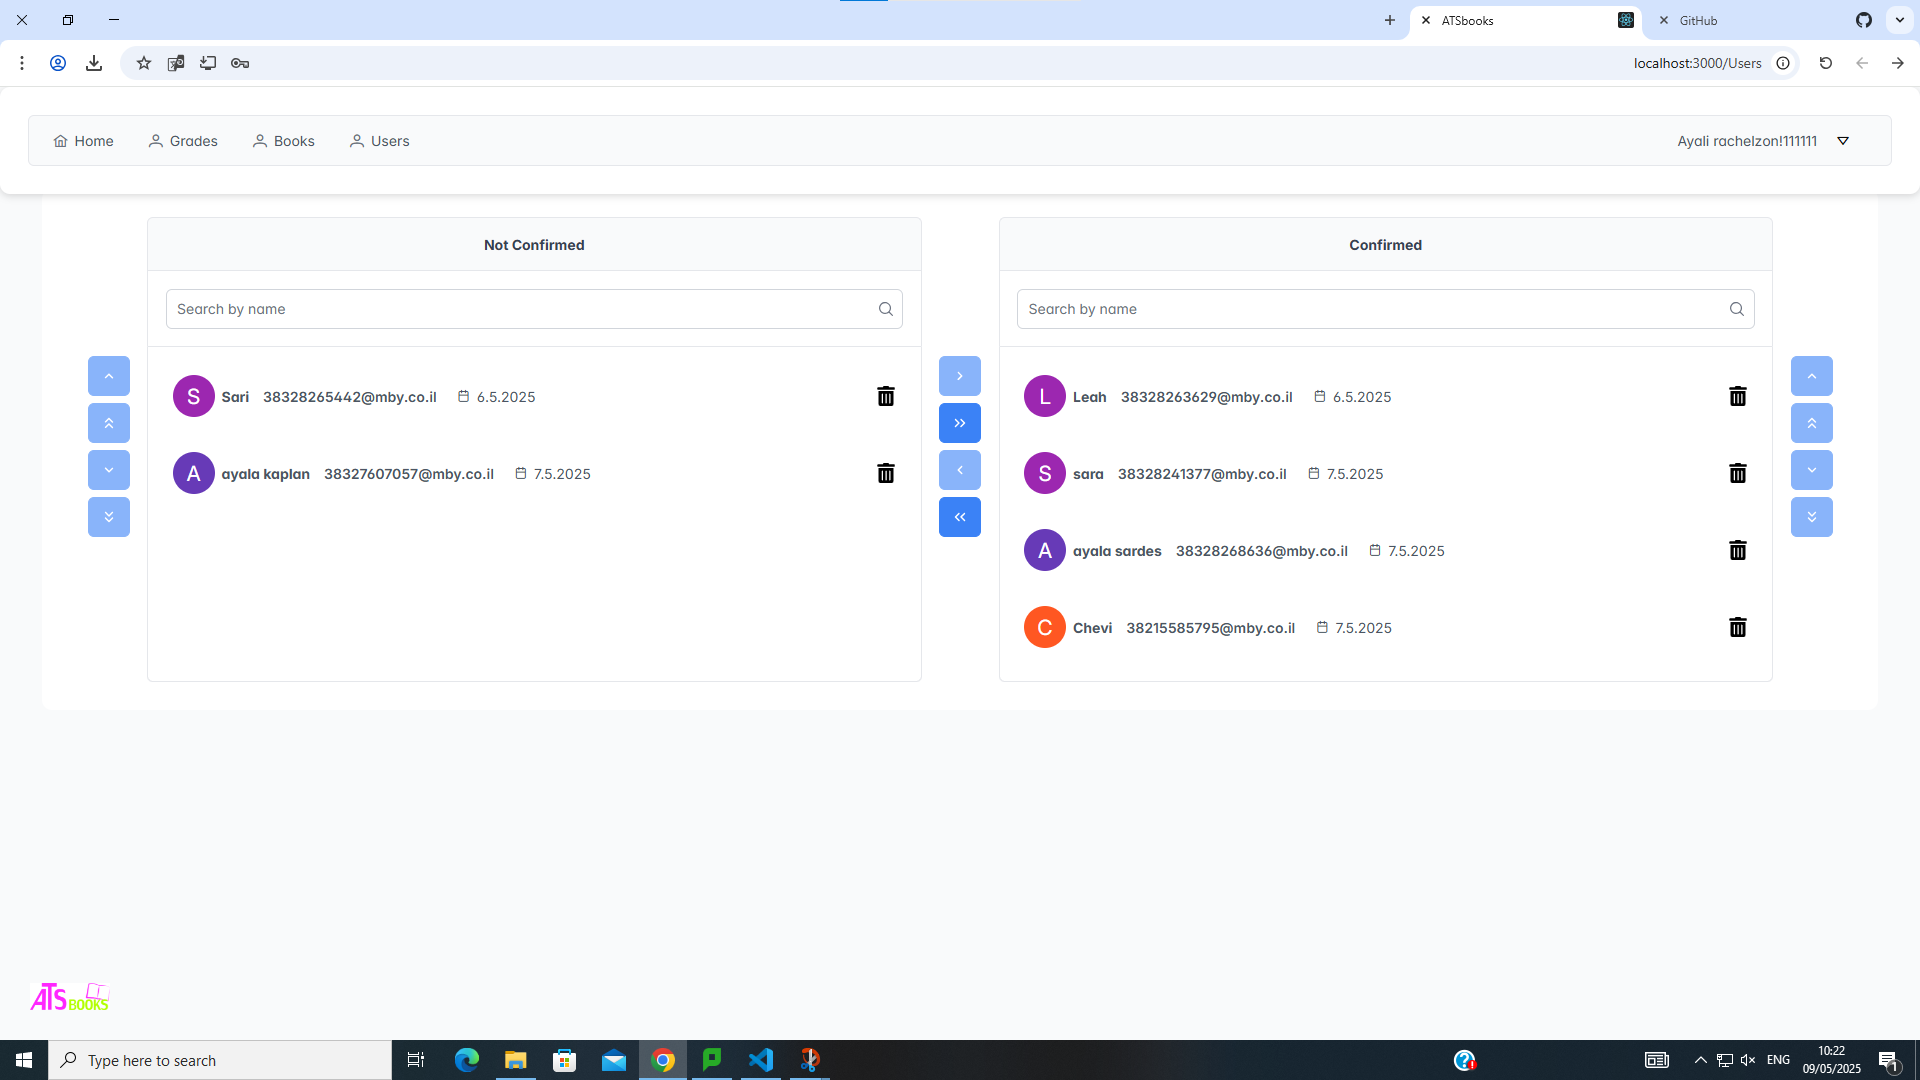 ATSbooks
GitHub
localhost:3000/Users
Home
Grades
Books
Users
Ayali rachelzon!111111
Not Confirmed
Search by name
S
Sari
38328265442@mby.co.il
6.5.2025
A
ayala kaplan
38327607057@mby.co.il
7.5.2025
Confirmed
Search by name
L
Leah
38328263629@mby.co.il
6.5.2025
S
sara
38328241377@mby.co.il
7.5.2025
A
ayala sardes
38328268636@mby.co.il
7.5.2025
C
Chevi
38215585795@mby.co.il
7.5.2025
ATS BOOKS
Type here to search
ENG
10:22
09/05/2025
1